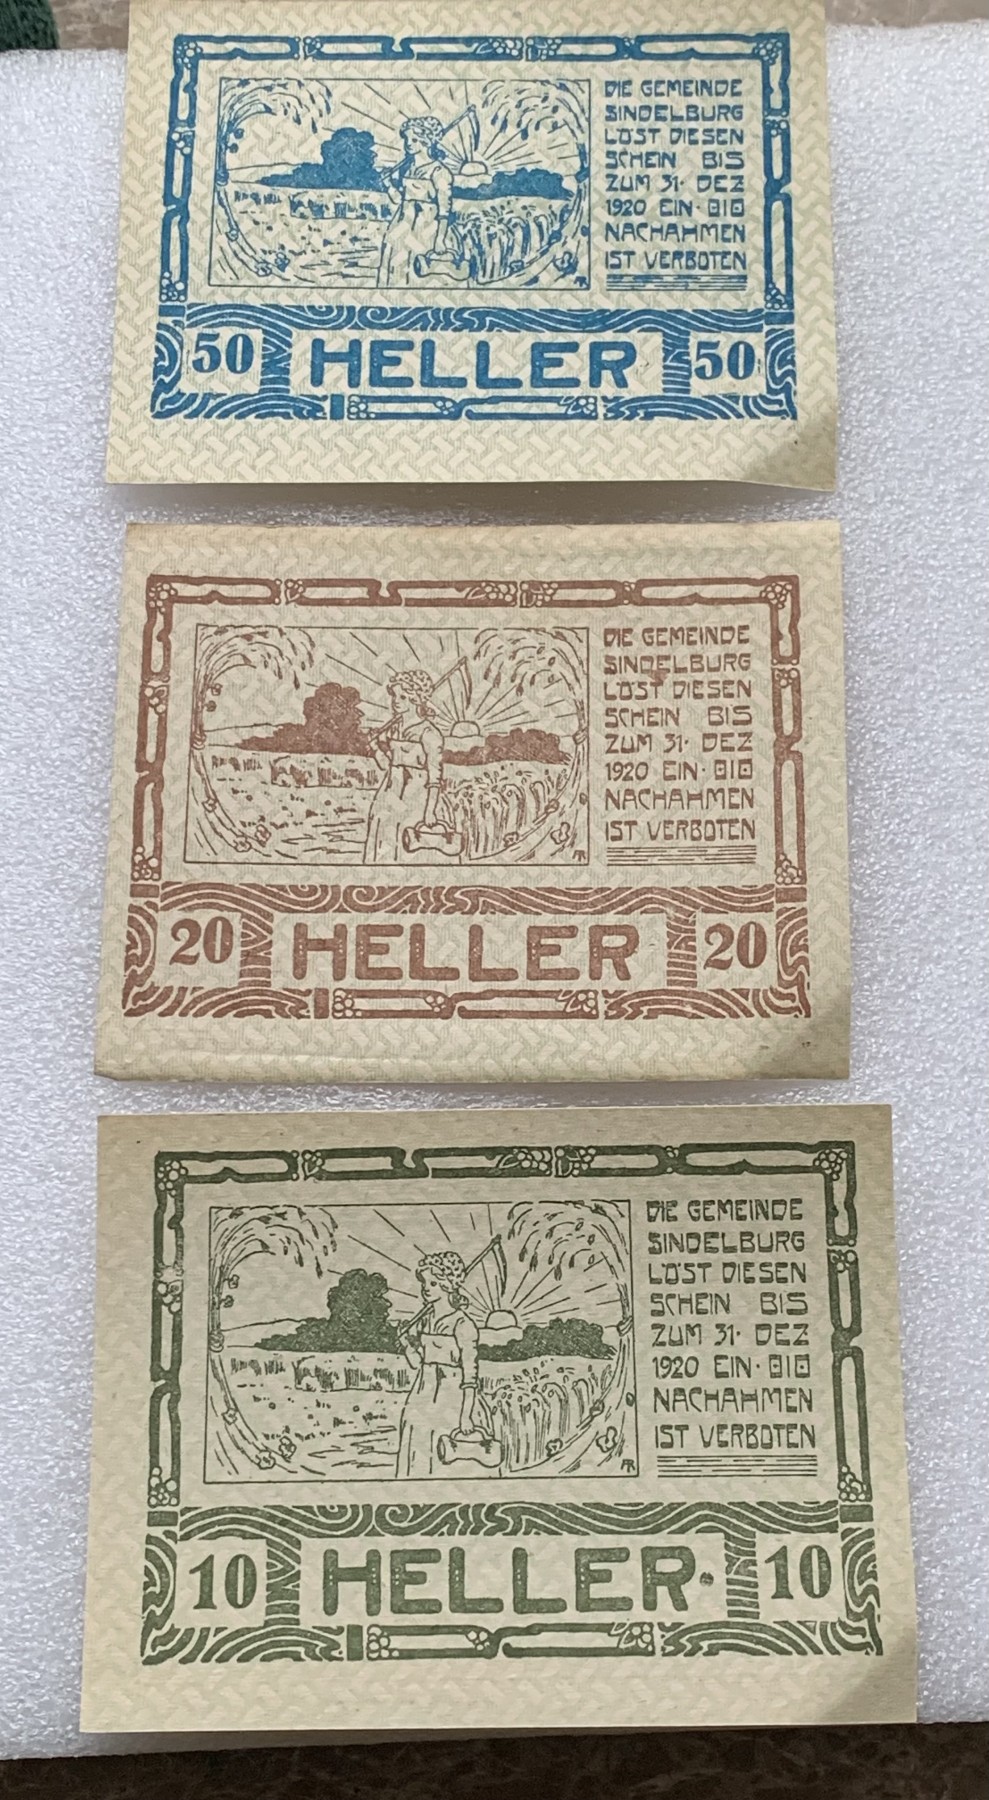 DIE GEMEINDE
SINDELBURG
LÖST DIESEN
SCHEIN BIS
ZUM 31· DEZ
1920 EIN·
NACHAHMEN
IST VERBOTEN
50 HELLER 50
DIE GEMEINDE
SINDELBURG
LÖST DIESEN
SCHEIN BIS
ZUM 31· DEZ
1920 EIN·
NACHAHMEN
IST VERBOTEN
20 HELLER 20
DIE GEMEINDE
SINDELBURG
LÖST DIESEN
SCHEIN BIS
ZUM 31· DEZ
1920 EIN·
NACHAHMEN
IST VERBOTEN
10 HELLER· 10